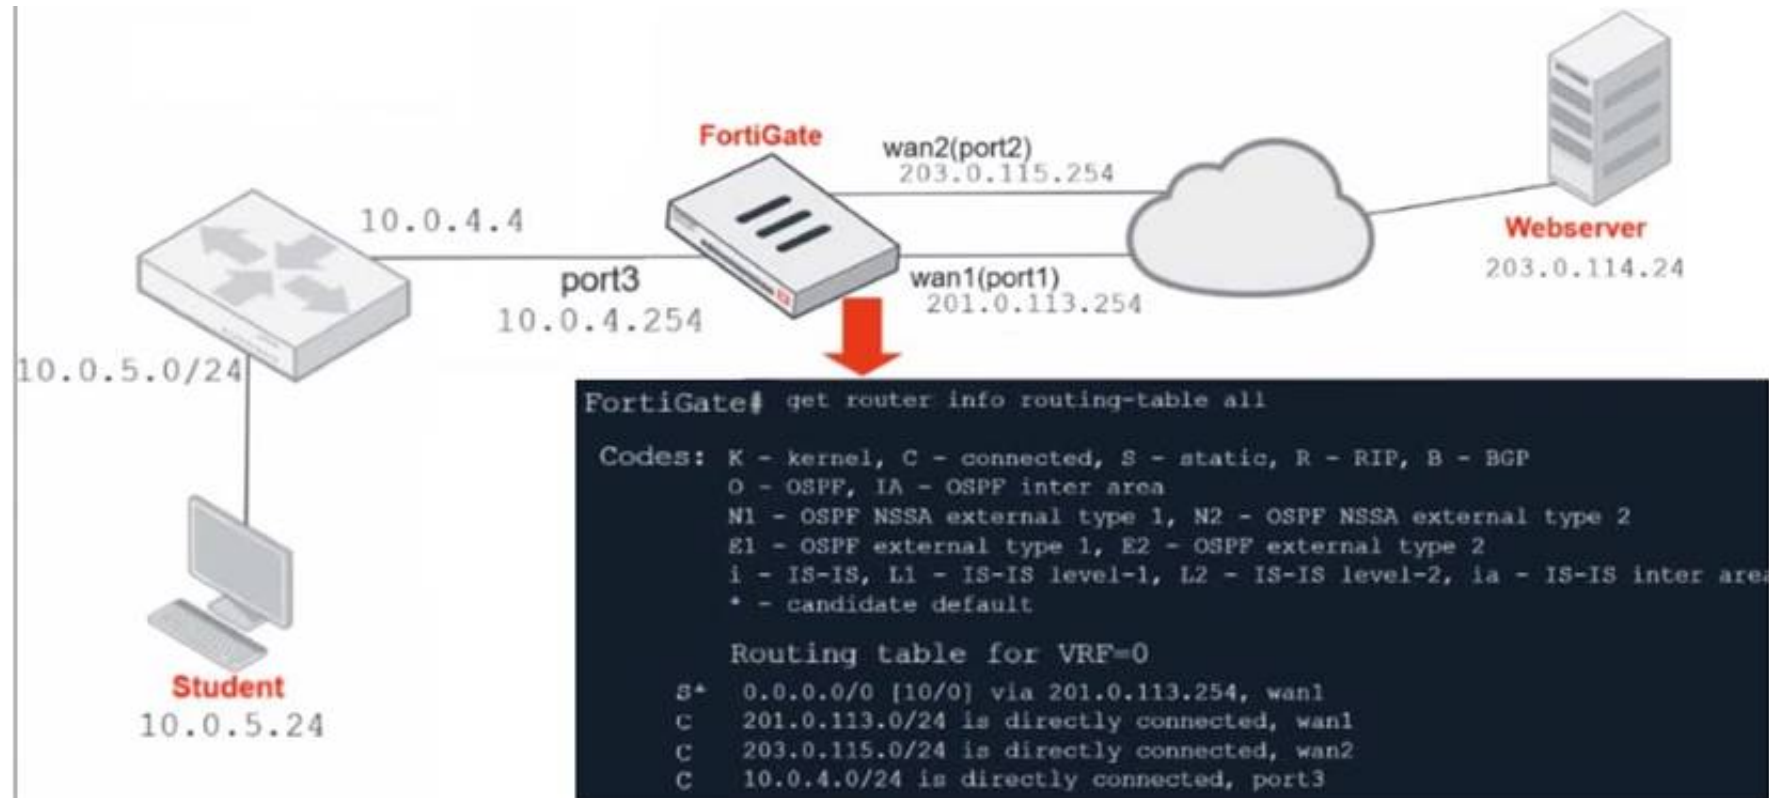 FortiGate
wan2(port2)
203.0.115.254
10.0.4.4
port3
10.0.4.254
wan1(port1)
201.0.113.254
Webserver
203.0.114.24
10.0.5.0/24
Student
10.0.5.24
FortiGate# get router info routing-table all
Codes: K - kernel, C - connected, S - static, R - RIP, B - BGP
O - OSPF, IA - OSPF inter area
N1 - OSPF NSSA external type 1, N2 - OSPF NSSA external type 2
E1 - OSPF external type 1, E2 - OSPF external type 2
i - IS-IS, L1 - IS-IS level-1, L2 - IS-IS level-2, ia - IS-IS inter area
* - candidate default
Routing table for VRF=0
S* 0.0.0.0/0 [10/0] via 201.0.113.254, wan1
C 201.0.113.0/24 is directly connected, wan1
C 203.0.115.0/24 is directly connected, wan2
C 10.0.4.0/24 is directly connected, port3